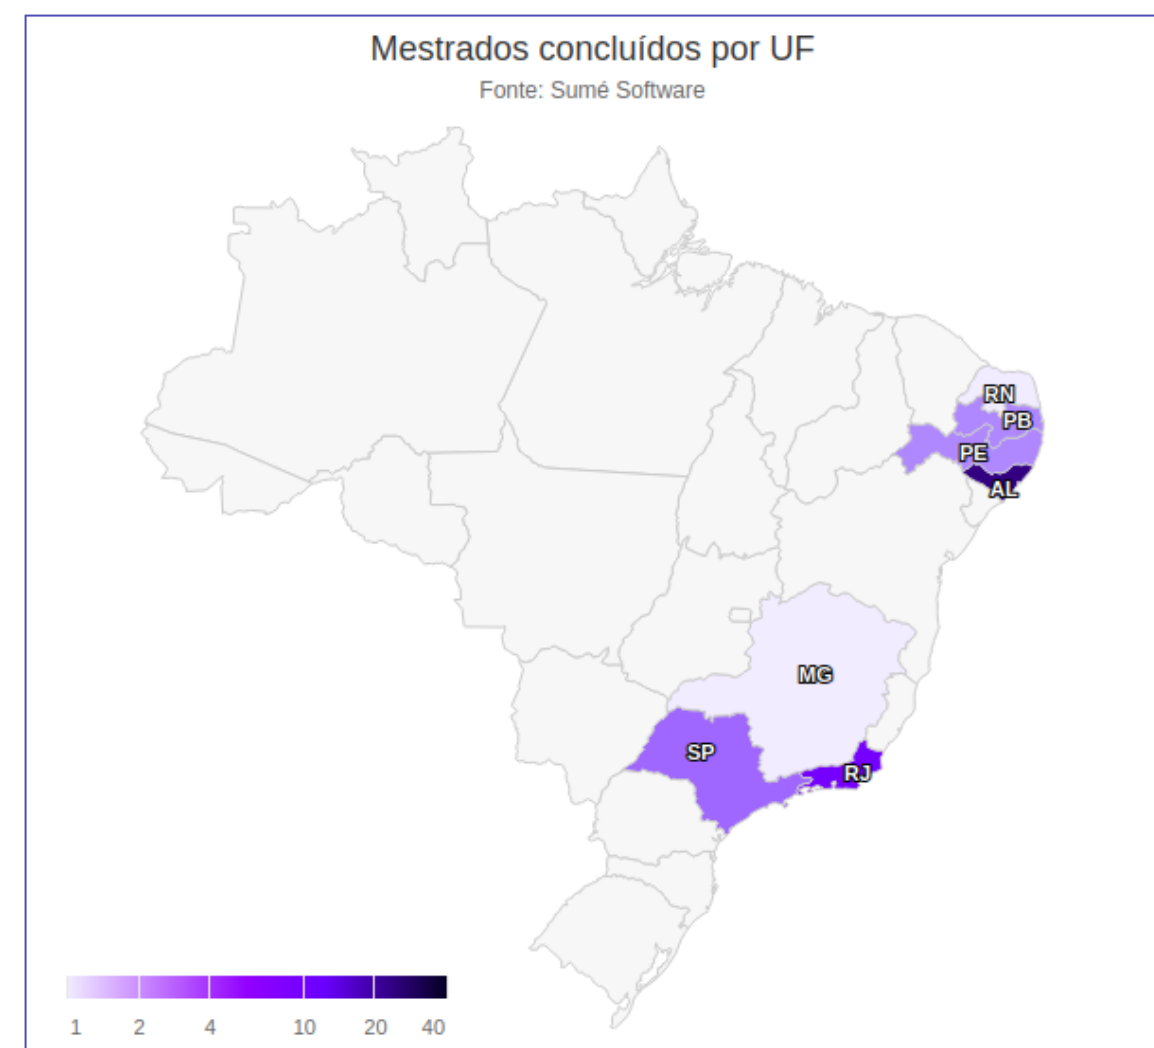 Mestrados concluídos por UF
Fonte: Sumé Software
RN
PB
PE
AL
MG
SP
RJ
1 2 4 10 20 40